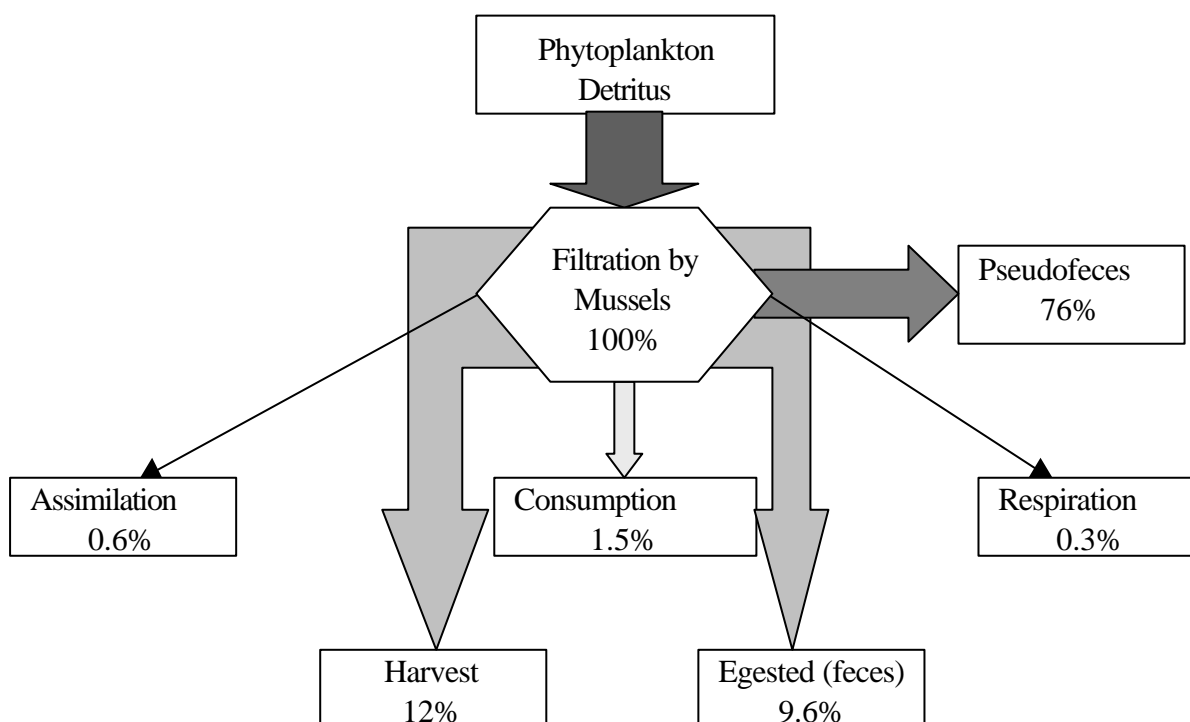 Phytoplankton
Detritus
Filtration by
Mussels
100%
Pseudofeces
76%
Assimilation
0.6%
Consumption
1.5%
Respiration
0.3%
Harvest
12%
Egested (feces)
9.6%